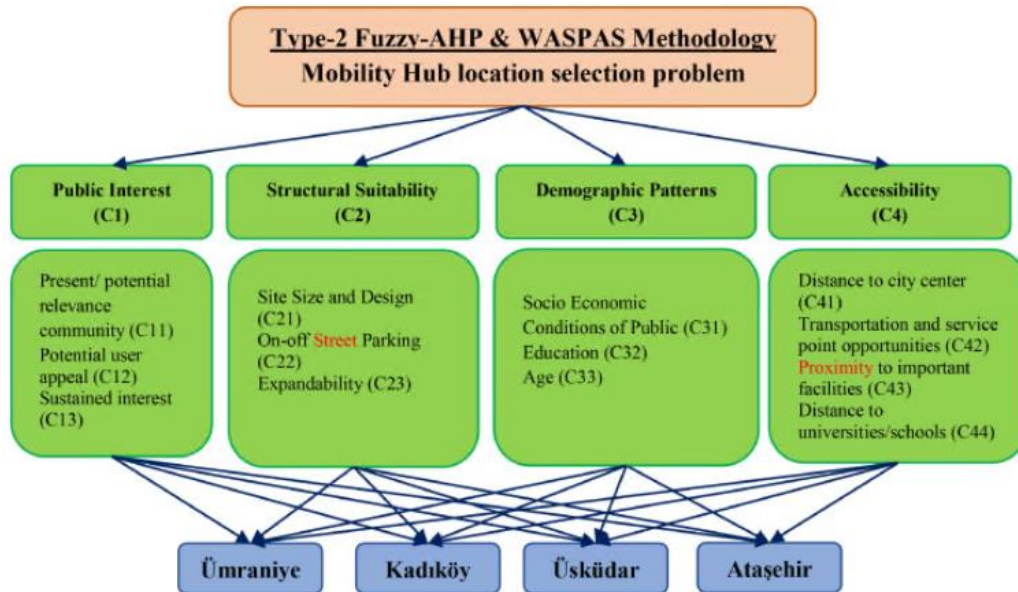 Type-2 Fuzzy-AHP & WASPAS Methodology
Mobility Hub location selection problem
Public Interest
(C1)
Structural Suitability
(C2)
Demographic Patterns
(C3)
Accessibility
(C4)
Present/ potential
relevance
community (C11)
Potential user
appeal (C12)
Sustained interest
(C13)
Site Size and Design
(C21)
On-off Street Parking
(C22)
Expandability (C23)
Socio Economic
Conditions of Public (C31)
Education (C32)
Age (C33)
Distance to city center
(C41)
Transportation and service
point opportunities (C42)
Proximity to important
facilities (C43)
Distance to
universities/schools (C44)
Ümraniye
Kadıköy
Üsküdar
Ataşehir